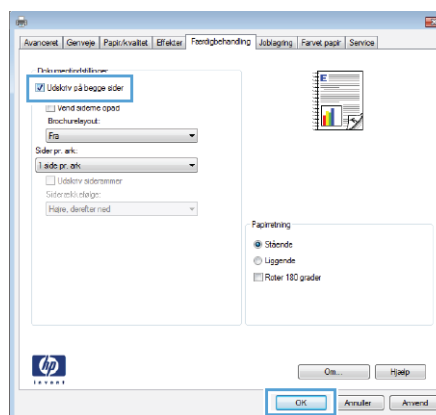 Avanceret Genveje Papir/kvalitet Effekter Færdigbehandling Joblagring Farvet papir Service
Dokumentindstillinger
Udskriv på begge sider
Vend siderne opad
Brochurelayout:
Fra
Sider pr. ark:
1 side pr. ark
Udskriv siderammer
Siderækkefølge:
Højre, derefter ned
E
Papirretning
Stående
Liggende
Roter 180 grader
hp
invent
Om... Hjælp
OK Annuller Anvend